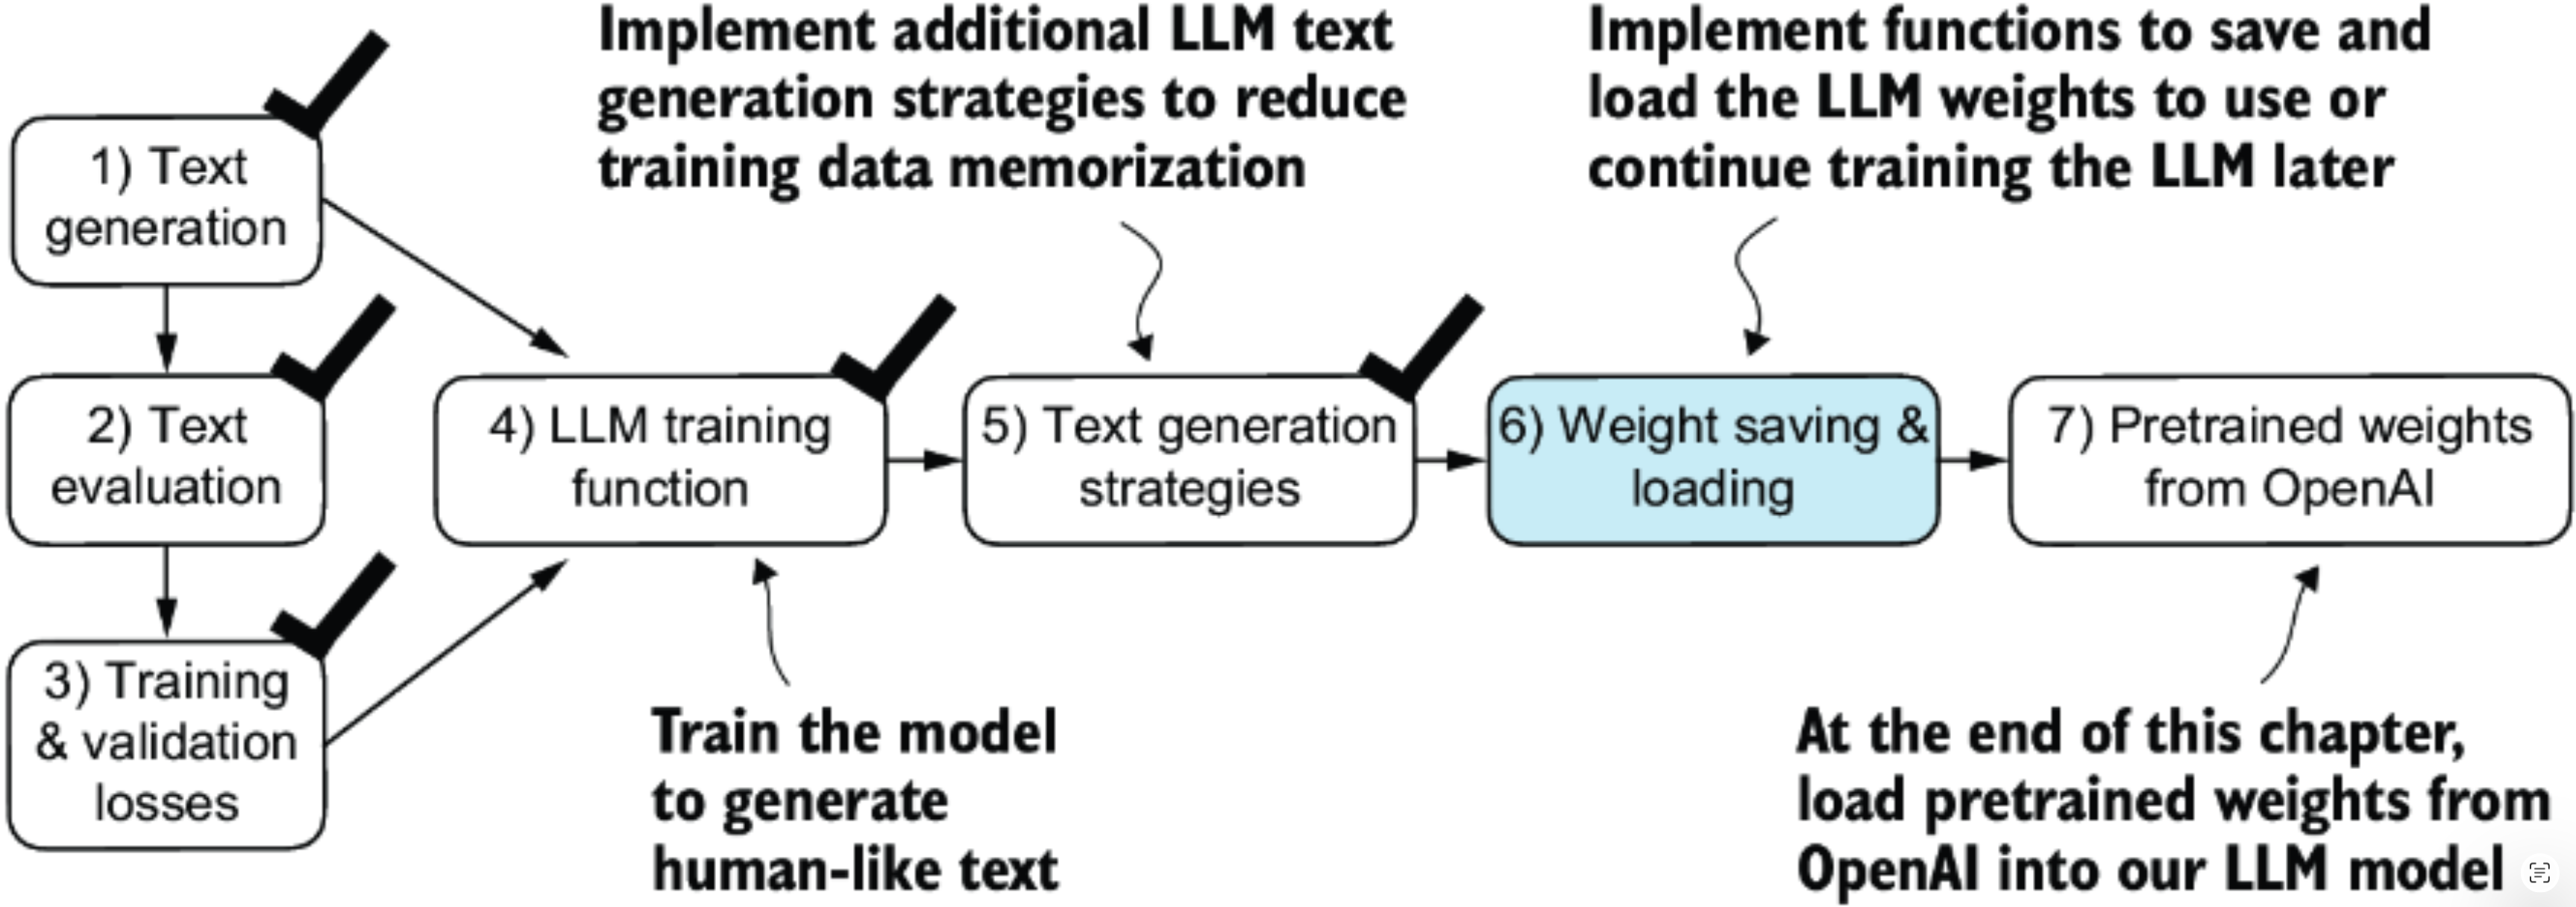 Implement additional LLM text
generation strategies to reduce
training data memorization
Implement functions to save and
load the LLM weights to use or
continue training the LLM later
1) Text
generation
2) Text
evaluation
3) Training
& validation
losses
4) LLM training
function
5) Text generation
strategies
6) Weight saving &
loading
7) Pretrained weights
from OpenAI
Train the model
to generate
human-like text
At the end of this chapter,
load pretrained weights from
OpenAI into our LLM model